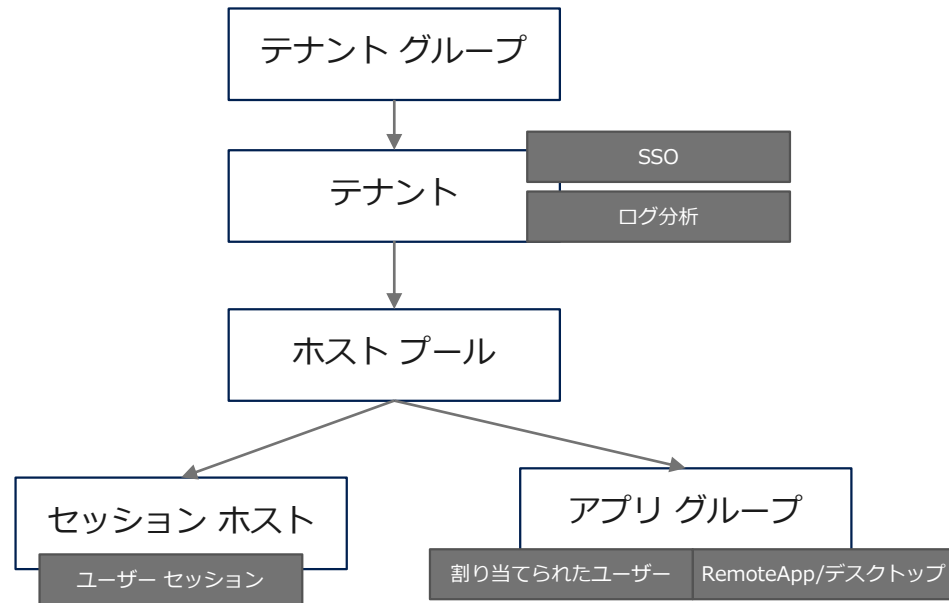 テナント グループ
テナント
SSO
ログ分析
ホスト プール
セッション ホスト
ユーザー セッション
アプリ グループ
割り当てられたユーザー
RemoteApp/デスクトップ